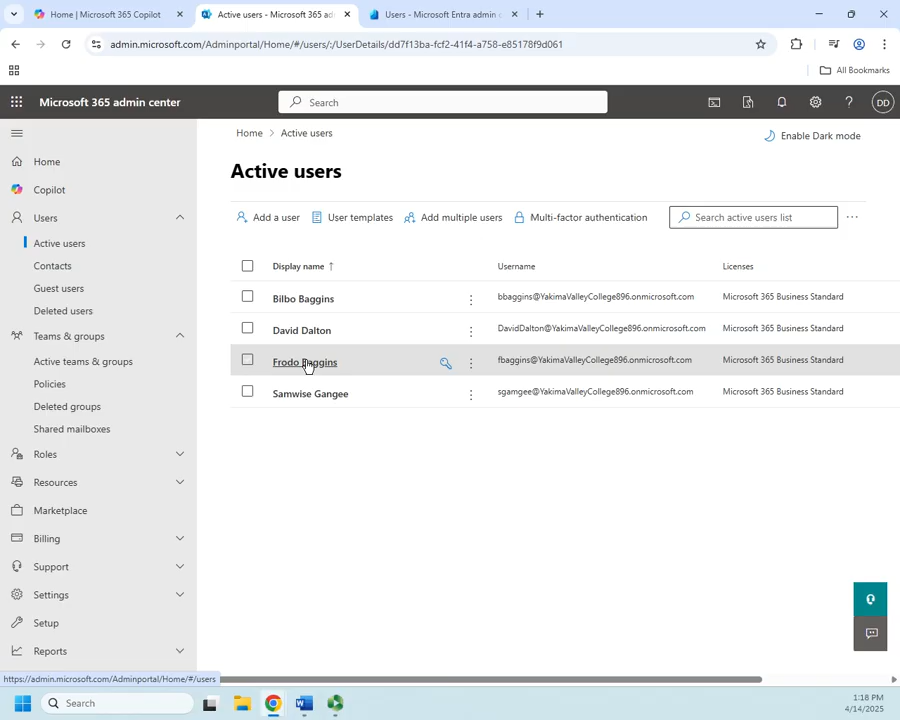 Home | Microsoft 365 Copilot
Active users - Microsoft 365 ad
Users - Microsoft Entra admin c
admin.microsoft.com/Adminportal/Home/#/users/:/UserDetails/dd7f13ba-fcf2-41f4-a758-e85178f9d061
All Bookmarks
Microsoft 365 admin center
Search
DD
Home
Active users
Enable Dark mode
Active users
Add a user
User templates
Add multiple users
Multi-factor authentication
Search active users list
Display name ↑
Username
Licenses
Bilbo Baggins
bbaggins@YakimaValleyCollege896.onmicrosoft.com
Microsoft 365 Business Standard
David Dalton
DavidDalton@YakimaValleyCollege896.onmicrosoft.com
Microsoft 365 Business Standard
Frodo Baggins
fbaggins@YakimaValleyCollege896.onmicrosoft.com
Microsoft 365 Business Standard
Samwise Gangee
sgamgee@YakimaValleyCollege896.onmicrosoft.com
Microsoft 365 Business Standard
Home
Copilot
Users
Active users
Contacts
Guest users
Deleted users
Teams & groups
Active teams & groups
Policies
Deleted groups
Shared mailboxes
Roles
Resources
Marketplace
Billing
Support
Settings
Setup
Reports
https://admin.microsoft.com/Adminportal/Home/#/users
Search
1:18 PM
4/14/2025